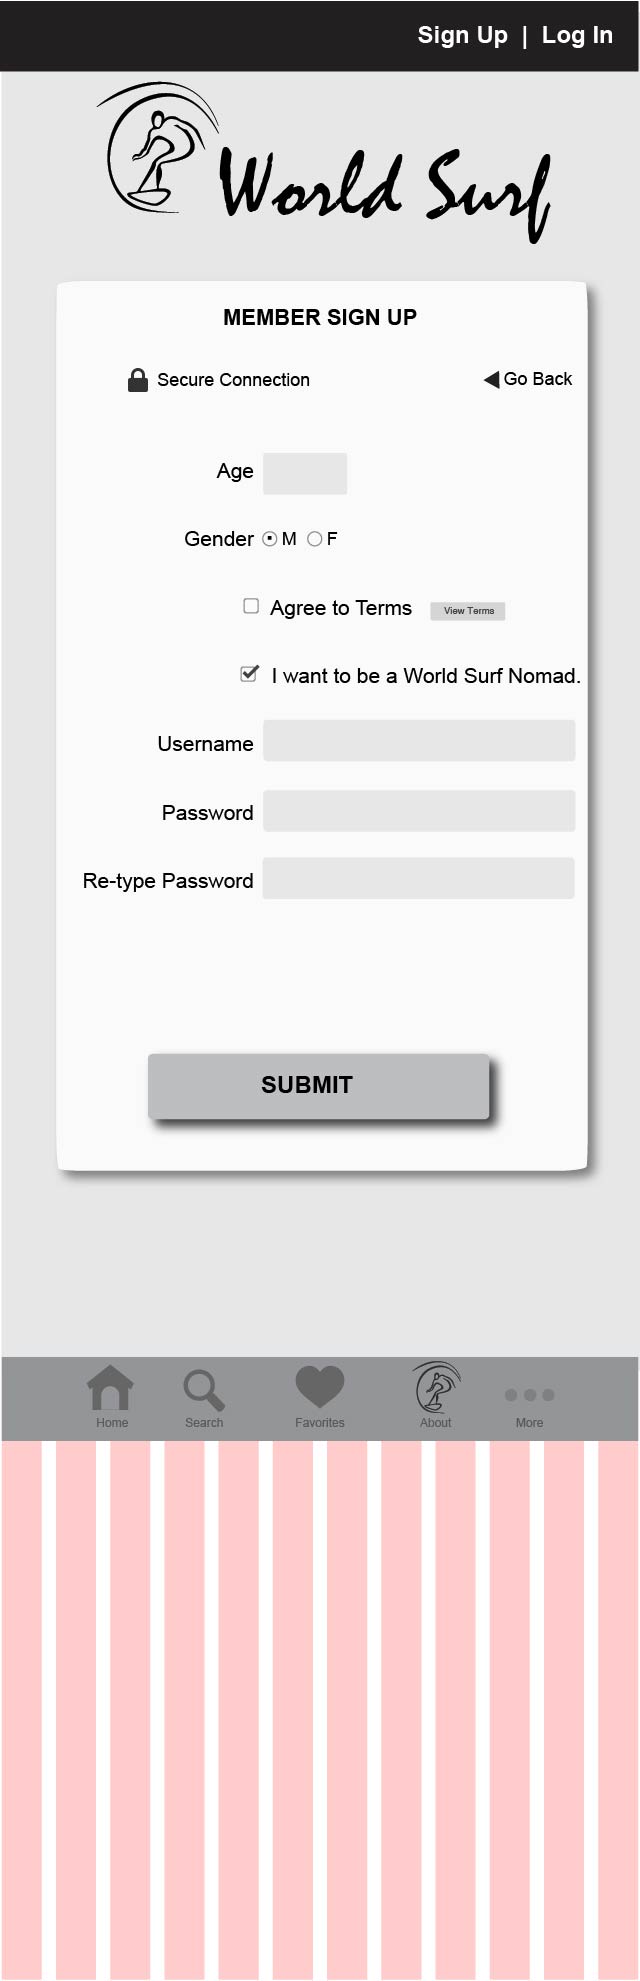 Sign Up | Log In
World Surf
MEMBER SIGN UP
Secure Connection
Go Back
Age
Gender M F
Agree to Terms View Terms
I want to be a World Surf Nomad.
Username
Password
Re-type Password
SUBMIT
Home Search Favorites About More